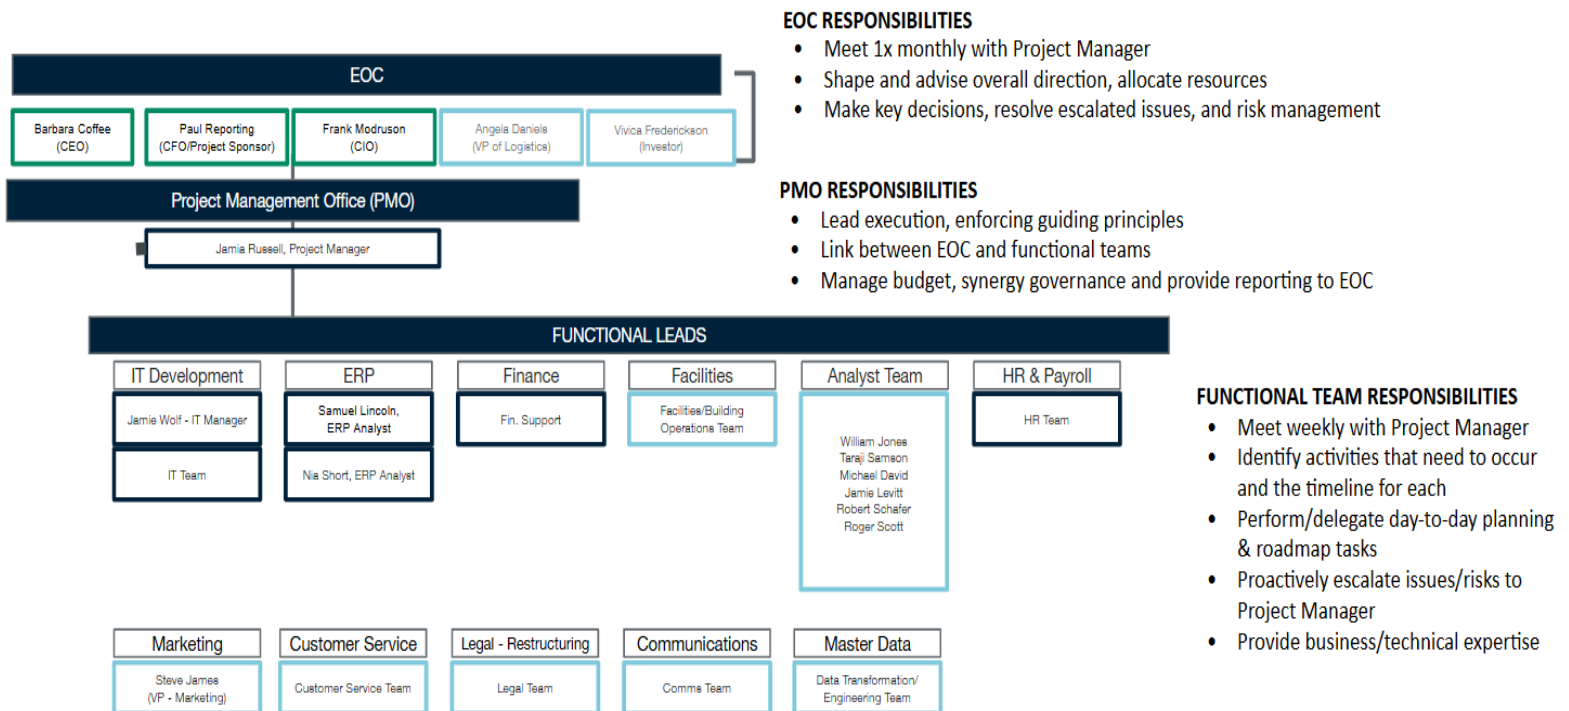 EOC
Barbara Coffee
(CEO)
Paul Reporting
(CFO/Project Sponsor)
Frank Modruson
(CIO)
Angela Daniels
(VP of Logistics)
Vivica Frederickson
(Investor)
EOC RESPONSIBILITIES
• Meet 1x monthly with Project Manager
• Shape and advise overall direction, allocate resources
• Make key decisions, resolve escalated issues, and risk management
Project Management Office (PMO)
Jamia Russell, Project Manager
PMO RESPONSIBILITIES
• Lead execution, enforcing guiding principles
• Link between EOC and functional teams
• Manage budget, synergy governance and provide reporting to EOC
FUNCTIONAL LEADS
IT Development
Jamie Wolf - IT Manager
IT Team
ERP
Samuel Lincoln,
ERP Analyst
Nia Short, ERP Analyst
Finance
Fin. Support
Facilities
Facilities/Building
Operations Team
Analyst Team
William Jones
Taraji Samson
Michael David
Jamie Levitt
Robert Schafer
Roger Scott
HR & Payroll
HR Team
FUNCTIONAL TEAM RESPONSIBILITIES
• Meet weekly with Project Manager
• Identify activities that need to occur
and the timeline for each
• Perform/delegate day-to-day planning
& roadmap tasks
• Proactively escalate issues/risks to
Project Manager
• Provide business/technical expertise
Marketing
Steve James
(VP - Marketing)
Customer Service
Customer Service Team
Legal - Restructuring
Legal Team
Communications
Comms Team
Master Data
Data Transformation/
Engineering Team